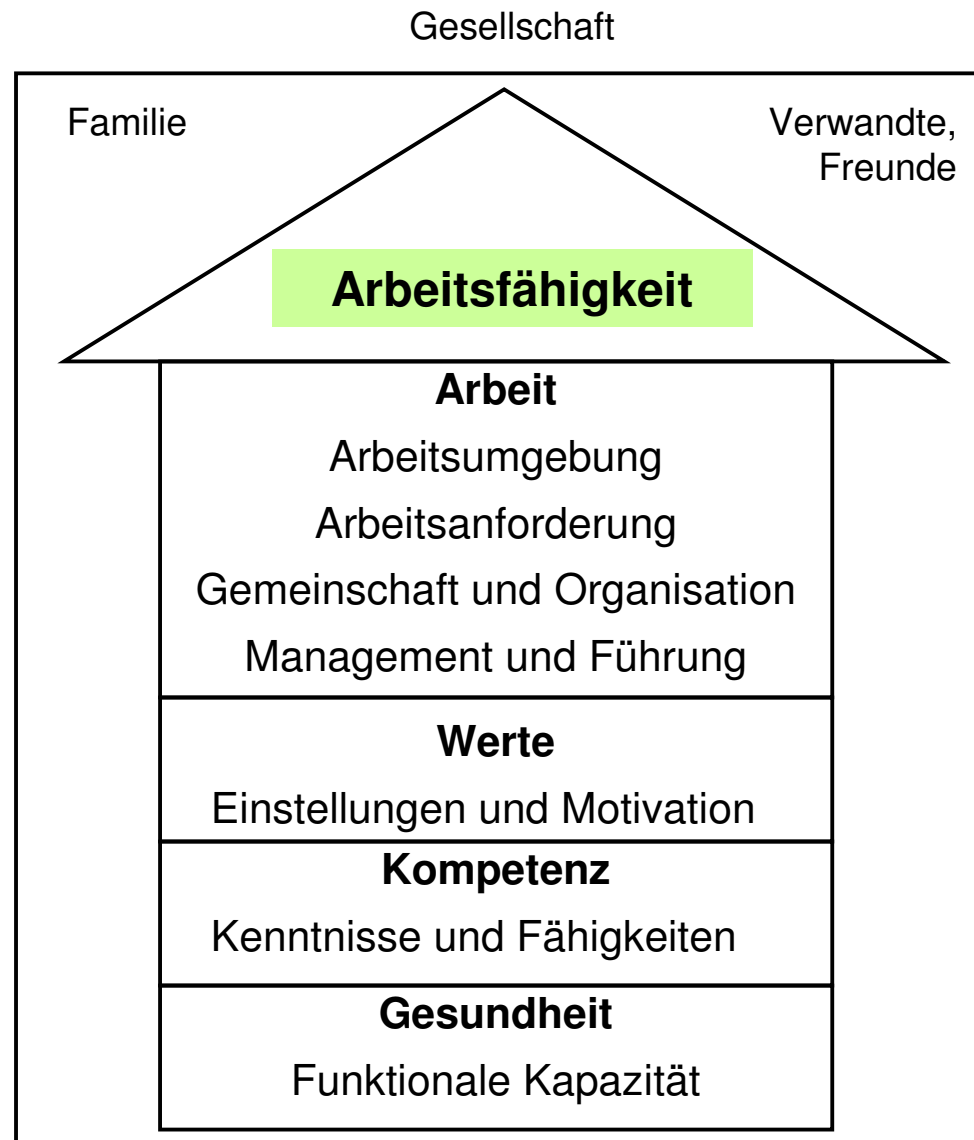 Gesellschaft
Familie
Verwandte,
Freunde
Arbeitsfähigkeit
Arbeit
Arbeitsumgebung
Arbeitsanforderung
Gemeinschaft und Organisation
Management und Führung
Werte
Einstellungen und Motivation
Kompetenz
Kenntnisse und Fähigkeiten
Gesundheit
Funktionale Kapazität